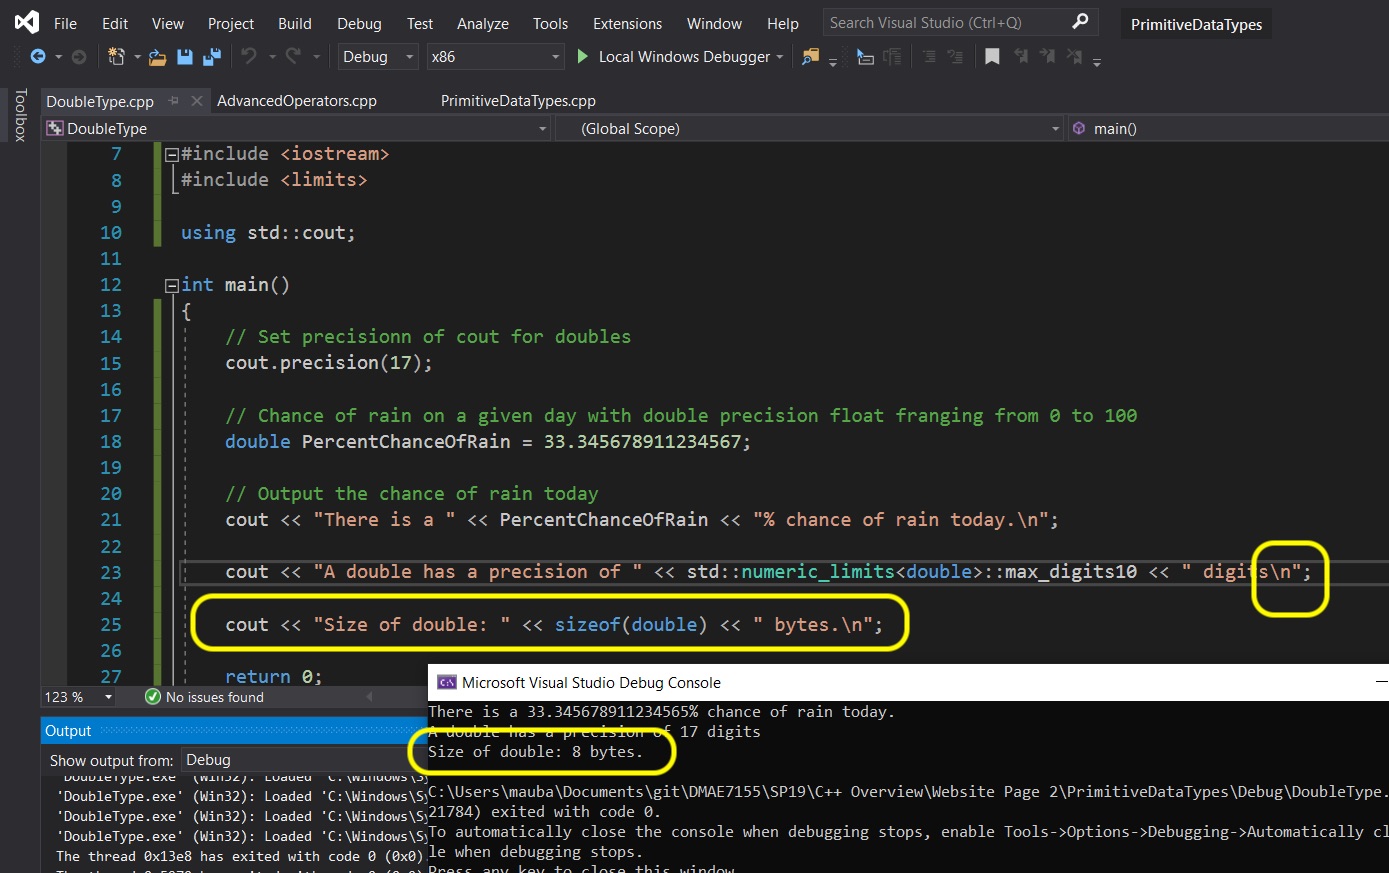 File Edit View Project Build Debug Test Analyze Tools Extensions Window Help Search Visual Studio (Ctrl+Q) PrimitiveDataTypes
Debug x86 Local Windows Debugger
Toolbox
DoubleType.cpp AdvancedOperators.cpp PrimitiveDataTypes.cpp
DoubleType (Global Scope) main()
7 #include <iostream>
8 #include <limits>
9
10 using std::cout;
11
12 int main()
13 {
14 // Set precisionn of cout for doubles
15 cout.precision(17);
16
17 // Chance of rain on a given day with double precision float franging from 0 to 100
18 double PercentChanceOfRain = 33.345678911234567;
19
20 // Output the chance of rain today
21 cout << "There is a " << PercentChanceOfRain << "% chance of rain today.\n";
22
23 cout << "A double has a precision of " << std::numeric_limits<double>::max_digits10 << " digits\n";
24
25 cout << "Size of double: " << sizeof(double) << " bytes.\n";
26
27 return 0;
123 % No issues found
Output
Show output from: Debug
'DoubleType.exe' (Win32): Loaded 'C:\Windows\Sy
'DoubleType.exe' (Win32): Loaded 'C:\Windows\Sy
'DoubleType.exe' (Win32): Loaded 'C:\Windows\Sy
'DoubleType.exe' (Win32): Loaded 'C:\Windows\Sy
The thread 0x13e8 has exited with code 0 (0x0)
Microsoft Visual Studio Debug Console
There is a 33.345678911234565% chance of rain today.
A double has a precision of 17 digits
Size of double: 8 bytes.
C:\Users\mauba\Documents\git\DMAE7155\SP19\C++ Overview\Website Page 2\PrimitiveDataTypes\Debug\DoubleType.
21784) exited with code 0.
To automatically close the console when debugging stops, enable Tools->Options->Debugging->Automatically cl
le when debugging stops.
Press any key to close this window